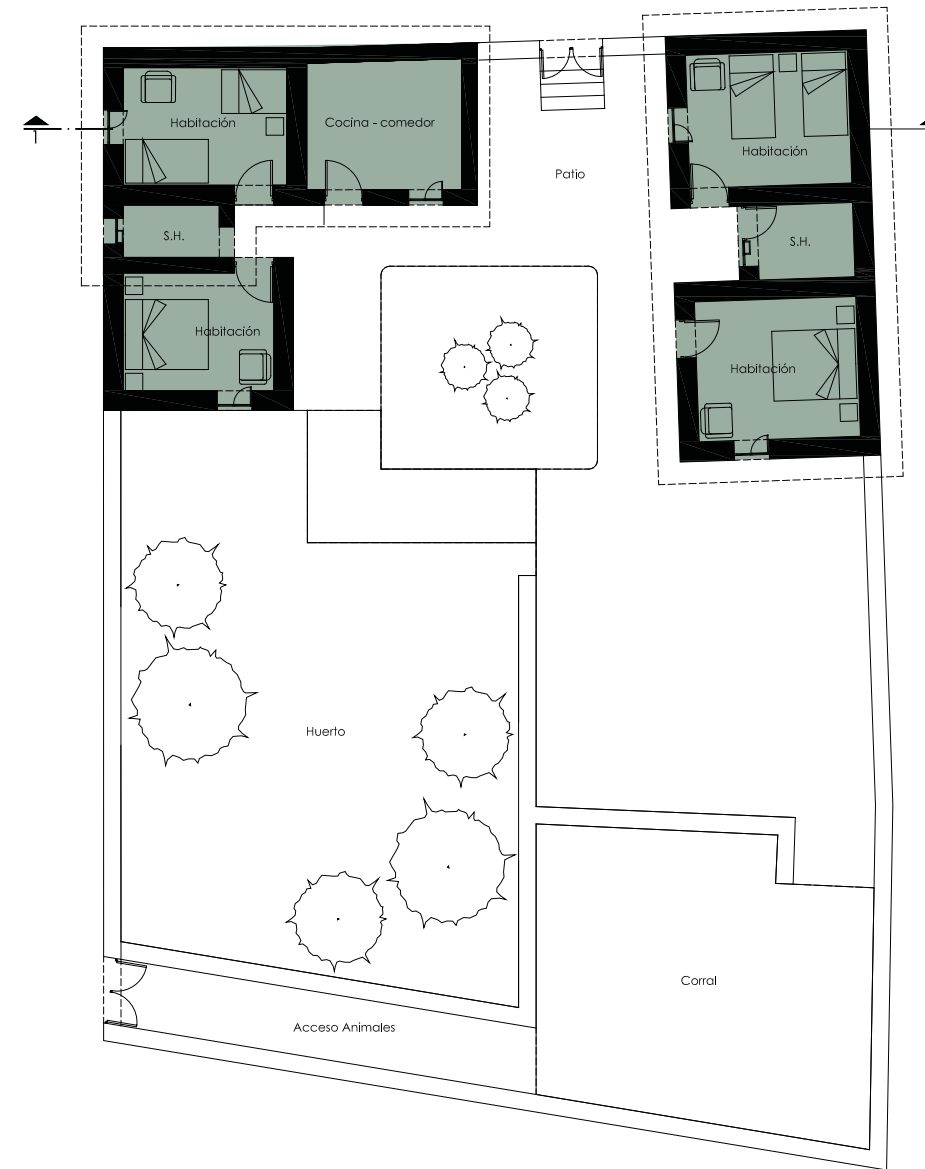 Habitación
Cocina - comedor
Habitación
Patio
S.H.
S.H.
Habitación
Habitación
Huerto
Corral
Acceso Animales
1